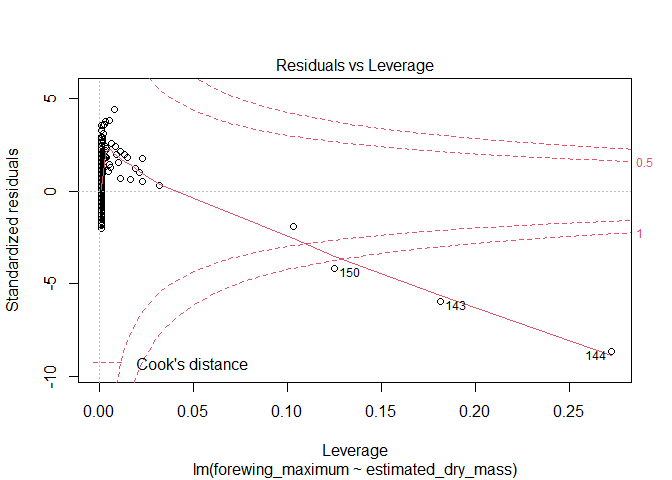 Residuals vs Leverage
Standardized residuals
5
0
-5
-10
0.5
1
150
143
144
Cook's distance
0.00 0.05 0.10 0.15 0.20 0.25
Leverage
lm(forewing_maximum ~ estimated_dry_mass)